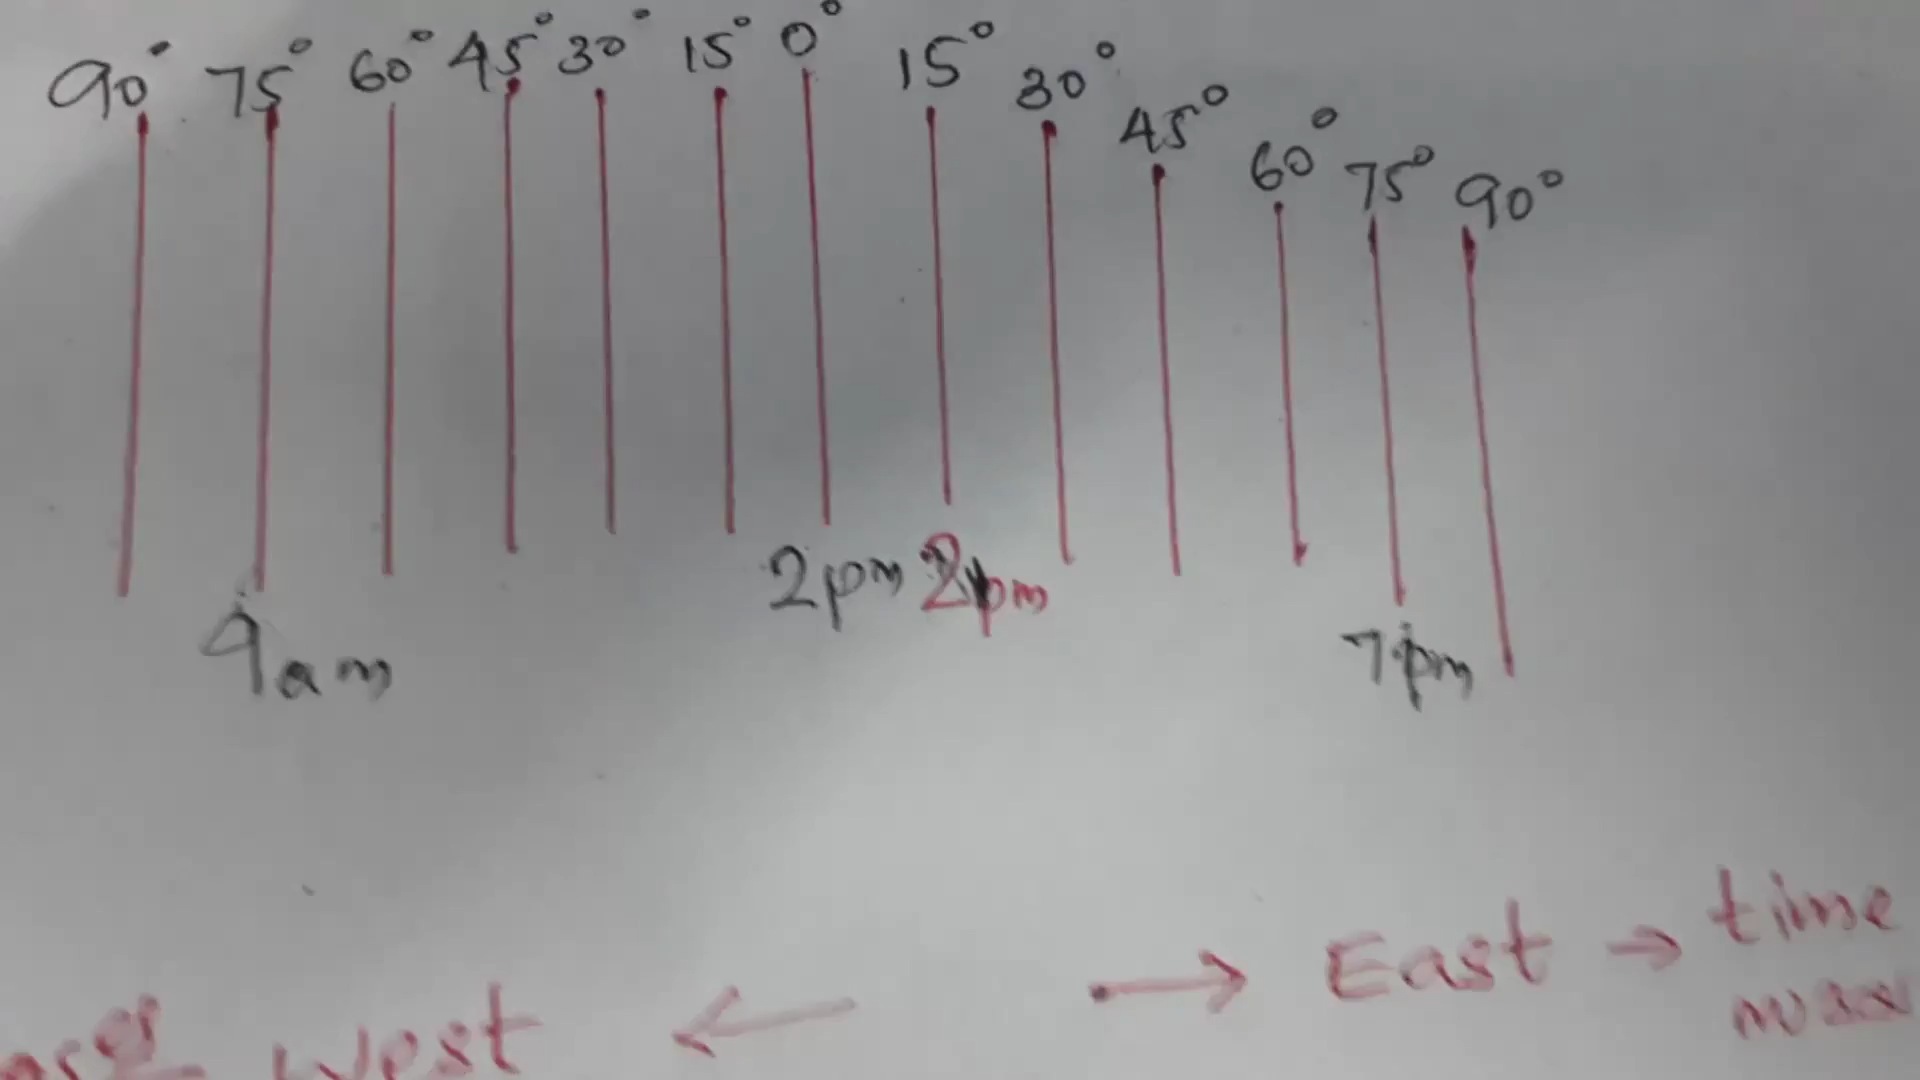 90° 75° 60° 45° 30° 15° 0° 15° 30° 45° 60° 75° 90°
9am 2pm 2pm 7pm
West ← → East → time